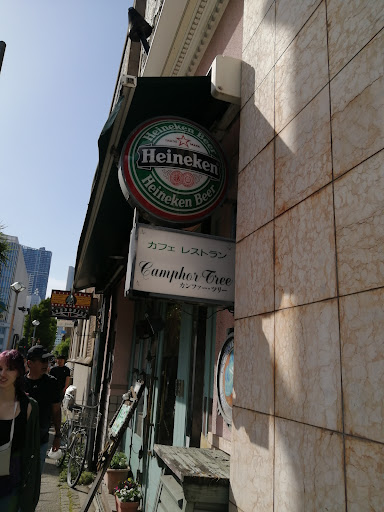 Heineken Beer
Heineken
Heineken Beer
カフェ レストラン
Camphor Tree
カンファー・ツリー